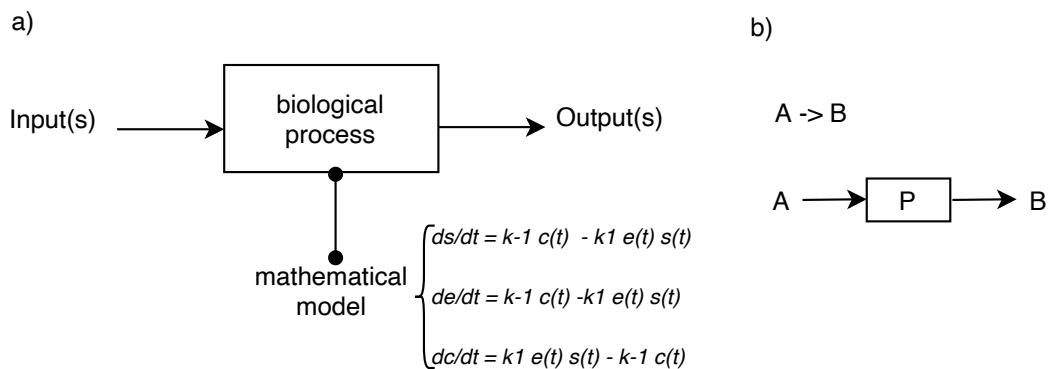 a)
Input(s)
biological
process
Output(s)
mathematical
model
ds/dt = k-1 c(t)  - k1 e(t) s(t)
de/dt = k-1 c(t) -k1 e(t) s(t)
dc/dt = k1 e(t) s(t) - k-1 c(t)
b)
A -> B
A
P
B